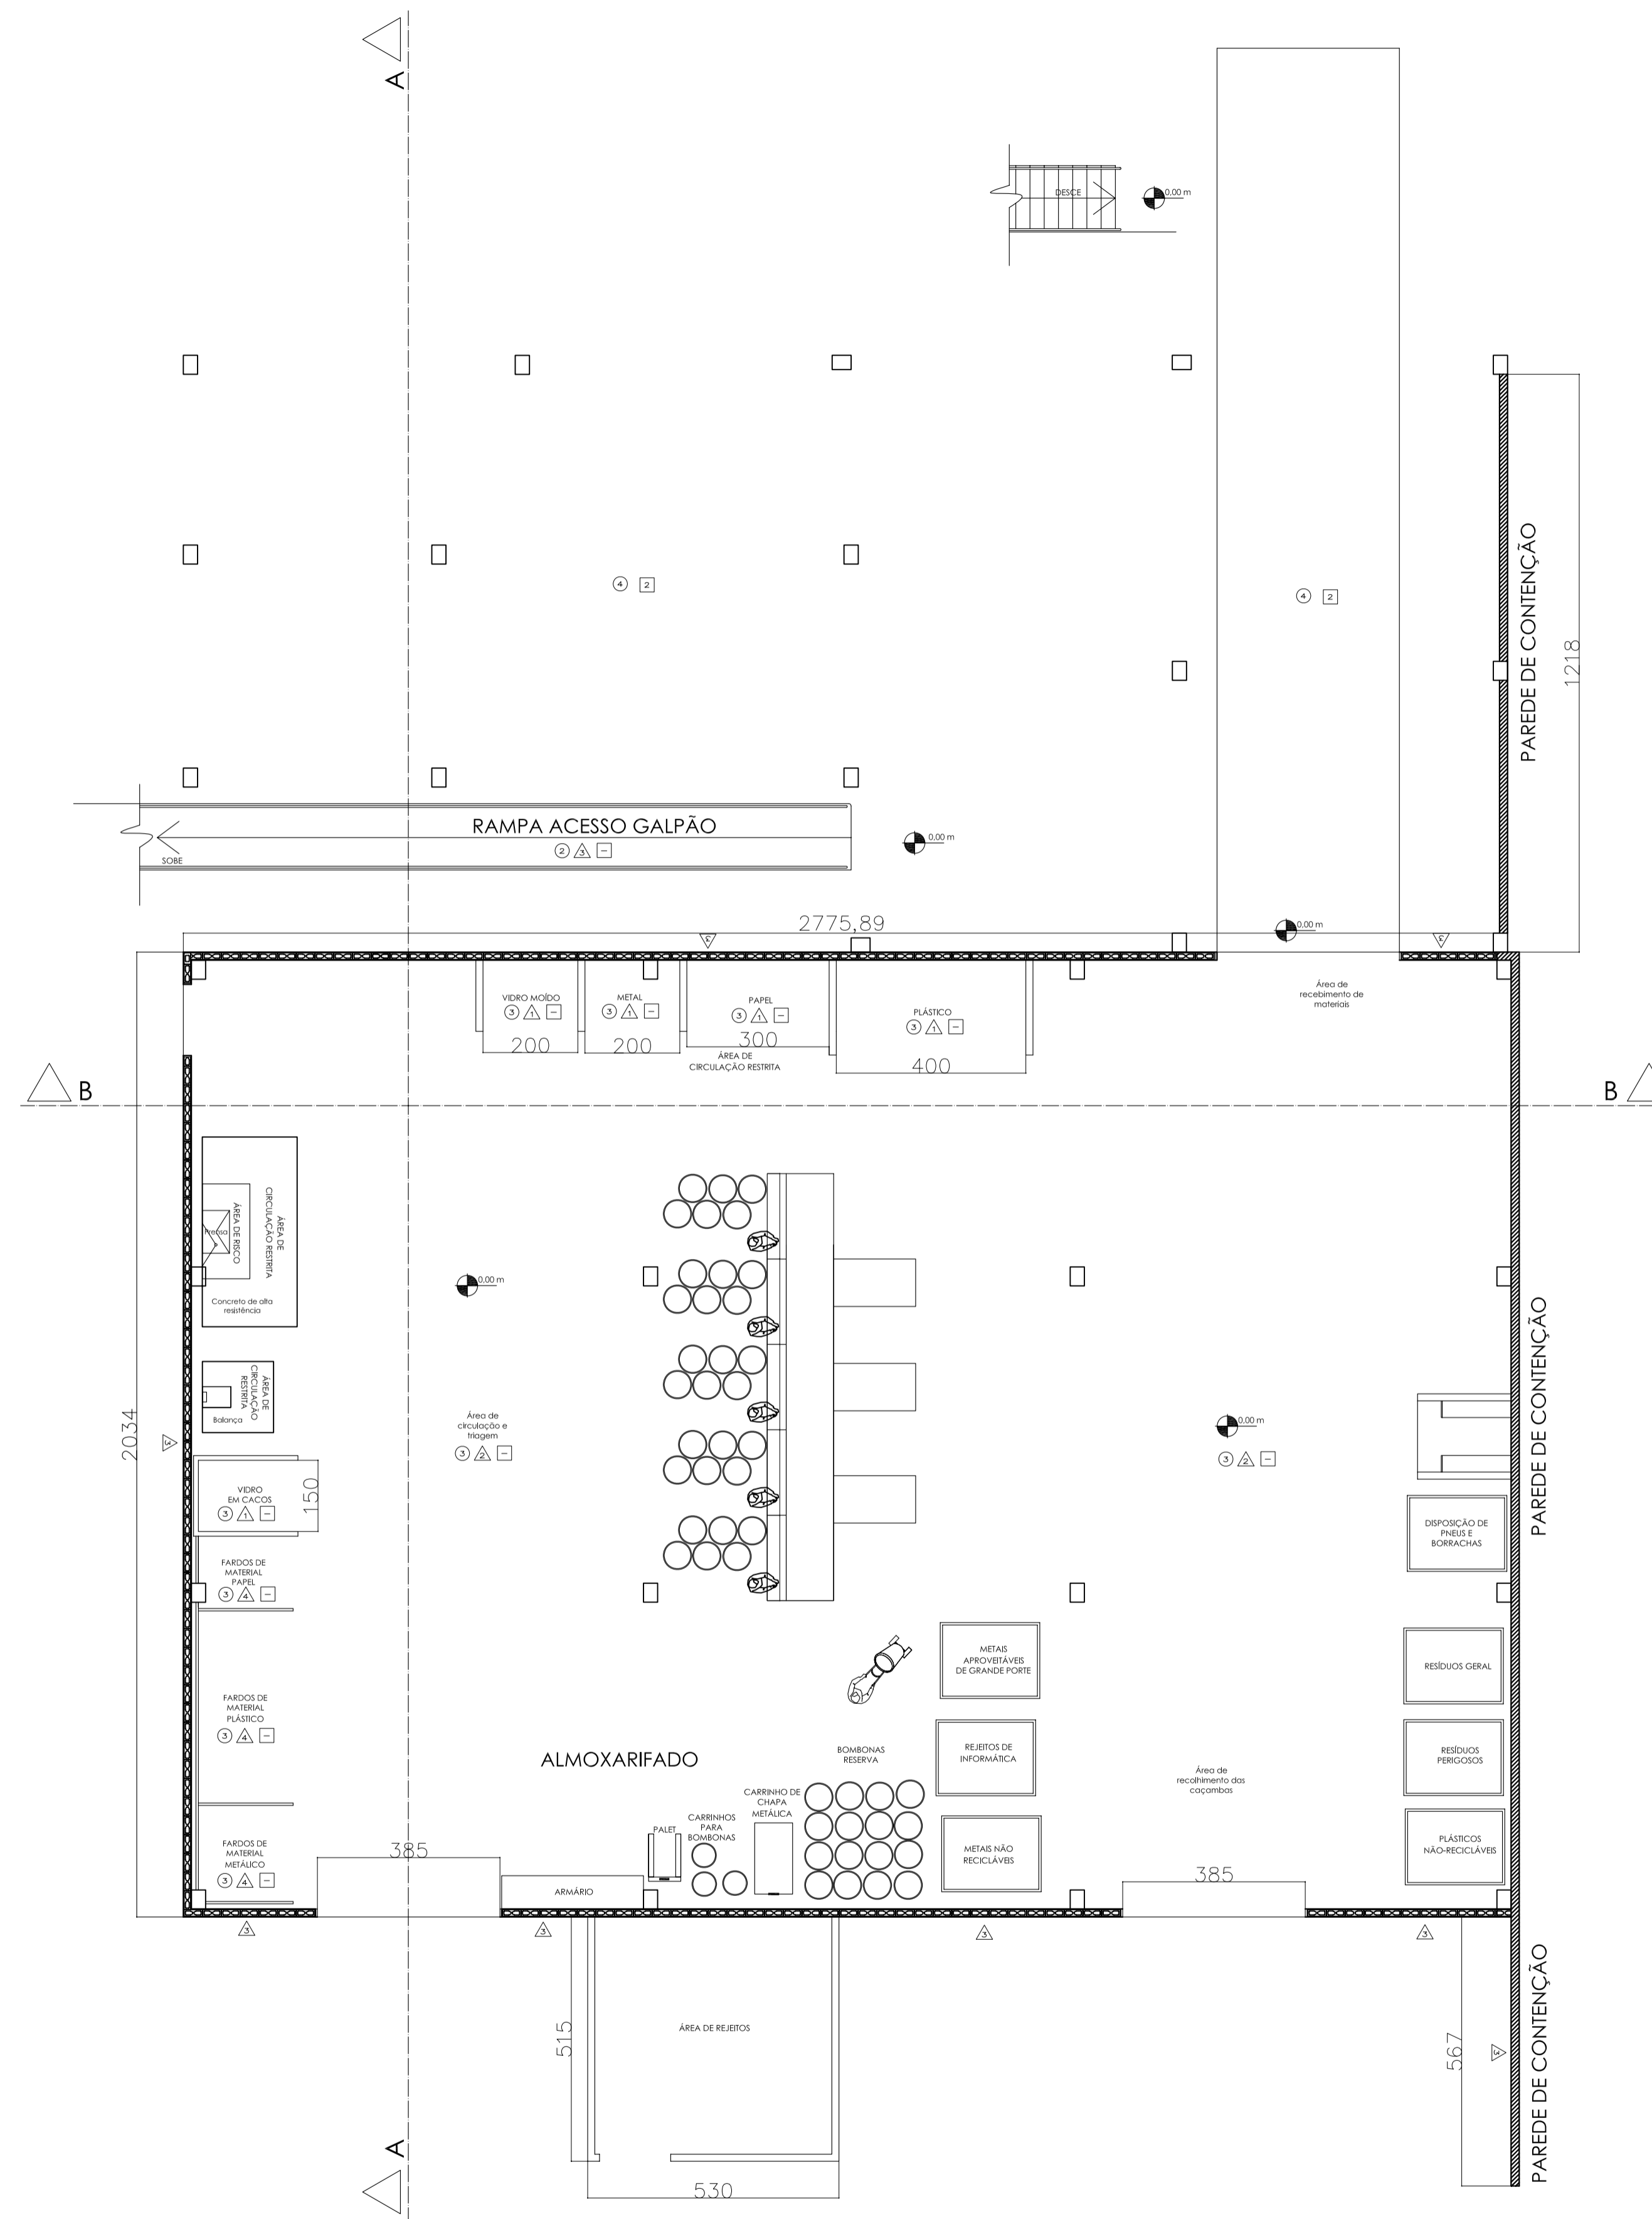 A
DESCE
0,00 m
4
2
4
2
PAREDE DE CONTENÇÃO
1218
RAMPA ACESSO GALPÃO
2
3
-
SOBE
0,00 m
2775,89
3
0,00 m
3
VIDRO MOÍDO
3
1
-
200
METAL
3
1
-
200
PAPEL
3
1
-
300
PLÁSTICO
3
1
-
400
ÁREA DE
CIRCULAÇÃO RESTRITA
Área de
recebimento de
materiais
B
B
ÁREA DE
CIRCULAÇÃO RESTRITA
ÁREA DE RISCO
Prensa
Concreto de alta
resistência
0,00 m
PAREDE DE CONTENÇÃO
ÁREA DE
CIRCULAÇÃO
RESTRITA
Balança
2034
3
Área de
circulação e
triagem
3
2
-
0,00 m
3
2
-
VIDRO
EM CACOS
3
1
-
150
DISPOSIÇÃO DE
PNEUS E
BORRACHAS
FARDOS DE
MATERIAL
PAPEL
3
4
-
METAIS
APROVEITÁVEIS
DE GRANDE PORTE
RESÍDUOS GERAL
FARDOS DE
MATERIAL
PLÁSTICO
3
4
-
ALMOXARIFADO
BOMBONAS
RESERVA
REJEITOS DE
INFORMÁTICA
RESÍDUOS
PERIGOSOS
Área de
recolhimento das
caçambas
CARRINHO DE
CHAPA
METÁLICA
CARRINHOS
PARA
BOMBONAS
PALET
FARDOS DE
MATERIAL
METÁLICO
3
4
-
385
ARMÁRIO
METAIS NÃO
RECICLÁVEIS
385
PLÁSTICOS
NÃO-RECICLÁVEIS
3
3
3
3
515
ÁREA DE REJEITOS
567
3
PAREDE DE CONTENÇÃO
A
530